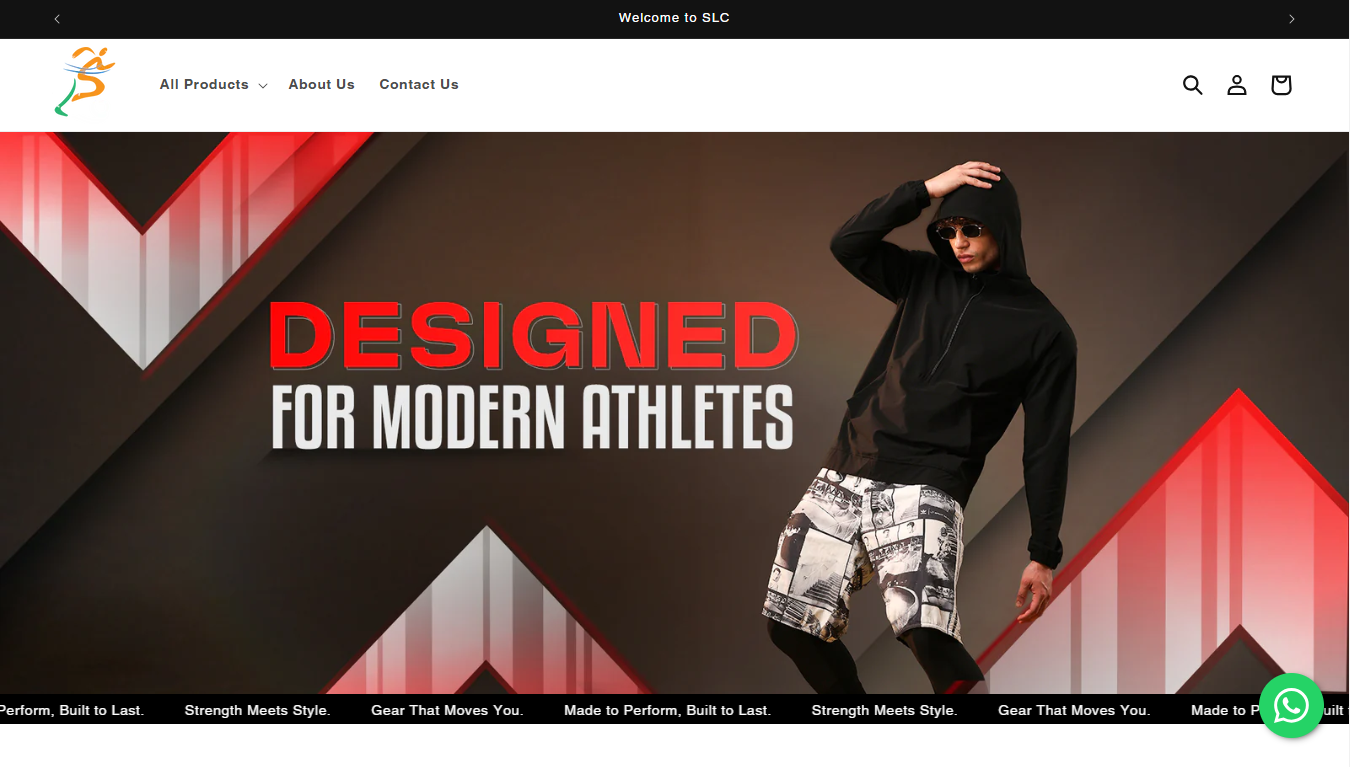 Welcome to SLC
All Products
About Us
Contact Us
DESIGNED
FOR MODERN ATHLETES
Perform, Built to Last. Strength Meets Style. Gear That Moves You. Made to Perform, Built to Last. Strength Meets Style. Gear That Moves You. Made to